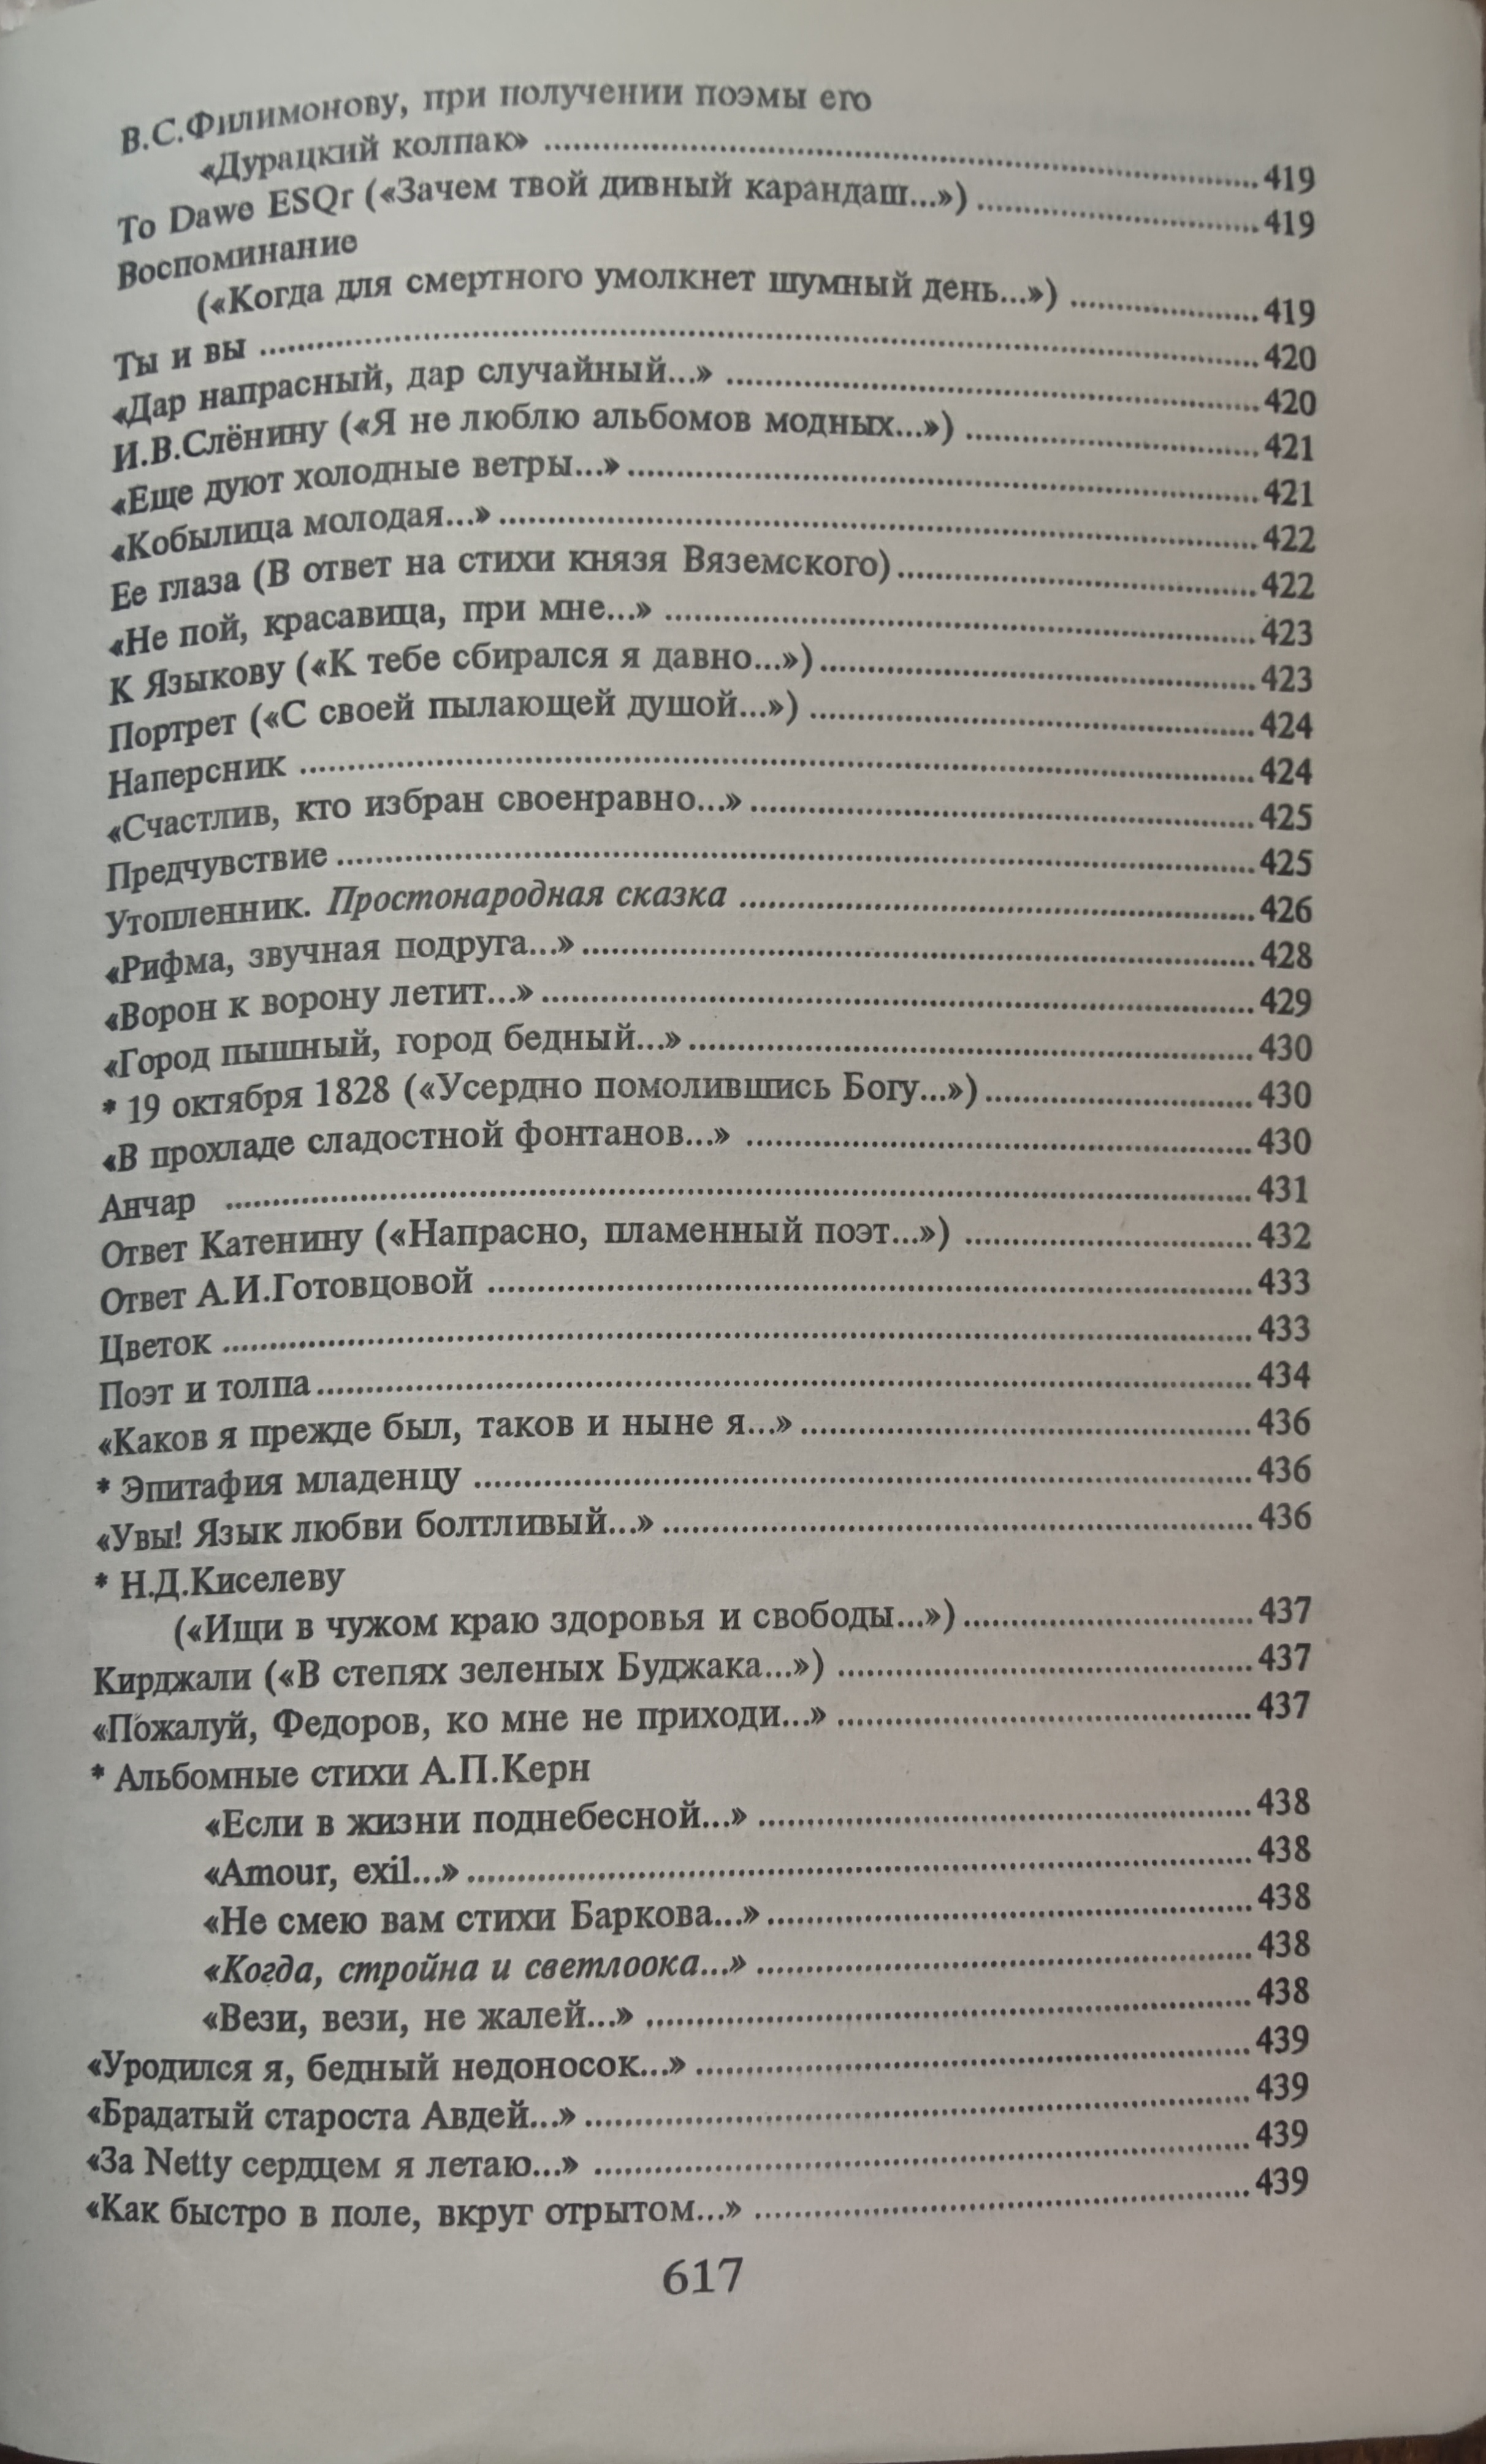 В.С.Филимонову, при получении поэмы его
«Дурацкий колпак» ......419
To Dawe ESQr («Зачем твой дивный карандаш...») ......419
Воспоминание
(«Когда для смертного умолкнет шумный день...») ......419
Ты и вы ......420
«Дар напрасный, дар случайный...» ......420
И.В.Слёнину («Я не люблю альбомов модных...») ......421
«Еще дуют холодные ветры...» ......421
«Кобылица молодая...» ......422
Ее глаза (В ответ на стихи князя Вяземского) ......422
«Не пой, красавица, при мне...» ......423
К Языкову («К тебе сбирался я давно...») ......423
Портрет («С своей пылающей душой...») ......424
Наперсник ......424
«Счастлив, кто избран своенравно...» ......425
Предчувствие ......425
Утопленник. Простонародная сказка ......426
«Рифма, звучная подруга...» ......428
«Ворон к ворону летит...» ......429
«Город пышный, город бедный...» ......430
* 19 октября 1828 («Усердно помолившись Богу...») ......430
«В прохладе сладостной фонтанов...» ......430
Анчар ......431
Ответ Катенину («Напрасно, пламенный поэт...») ......432
Ответ А.И.Готовцовой ......433
Цветок ......433
Поэт и толпа ......434
«Каков я прежде был, таков и ныне я...» ......436
* Эпитафия младенцу ......436
«Увы! Язык любви болтливый...» ......436
* Н.Д.Киселеву
(«Ищи в чужом краю здоровья и свободы...») ......437
Кирджали («В степях зеленых Буджака...») ......437
«Пожалуй, Федоров, ко мне не приходи...» ......437
* Альбомные стихи А.П.Керн
«Если в жизни поднебесной...» ......438
«Amour, exil...» ......438
«Не смею вам стихи Баркова...» ......438
«Когда, стройна и светлоока...» ......438
«Вези, вези, не жалей...» ......438
«Уродился я, бедный недоносок...» ......439
«Брадатый староста Авдей...» ......439
«За Netty сердцем я летаю...» ......439
«Как быстро в поле, вкруг отрытом...» ......439
617